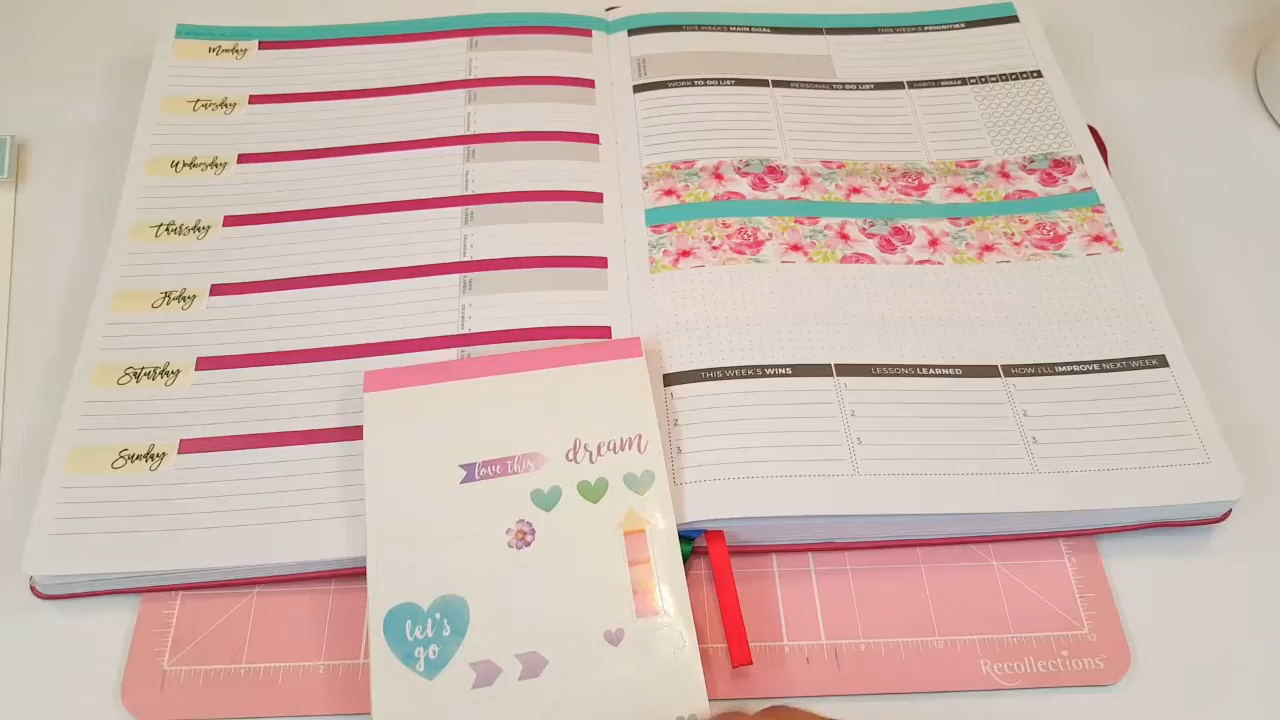 Monday
Tuesday
Wednesday
Thursday
Friday
Saturday
Sunday
THIS WEEK'S MAIN GOAL
THIS WEEK'S PRIORITIES
WORK TO-DO LIST
PERSONAL TO-DO LIST
HABITS / SKILLS
M T W T F S S
THIS WEEK'S WINS
LESSONS LEARNED
HOW I'LL IMPROVE NEXT WEEK
1
2
3
1
2
3
1
2
3
love this
dream
let's
go
Recollections